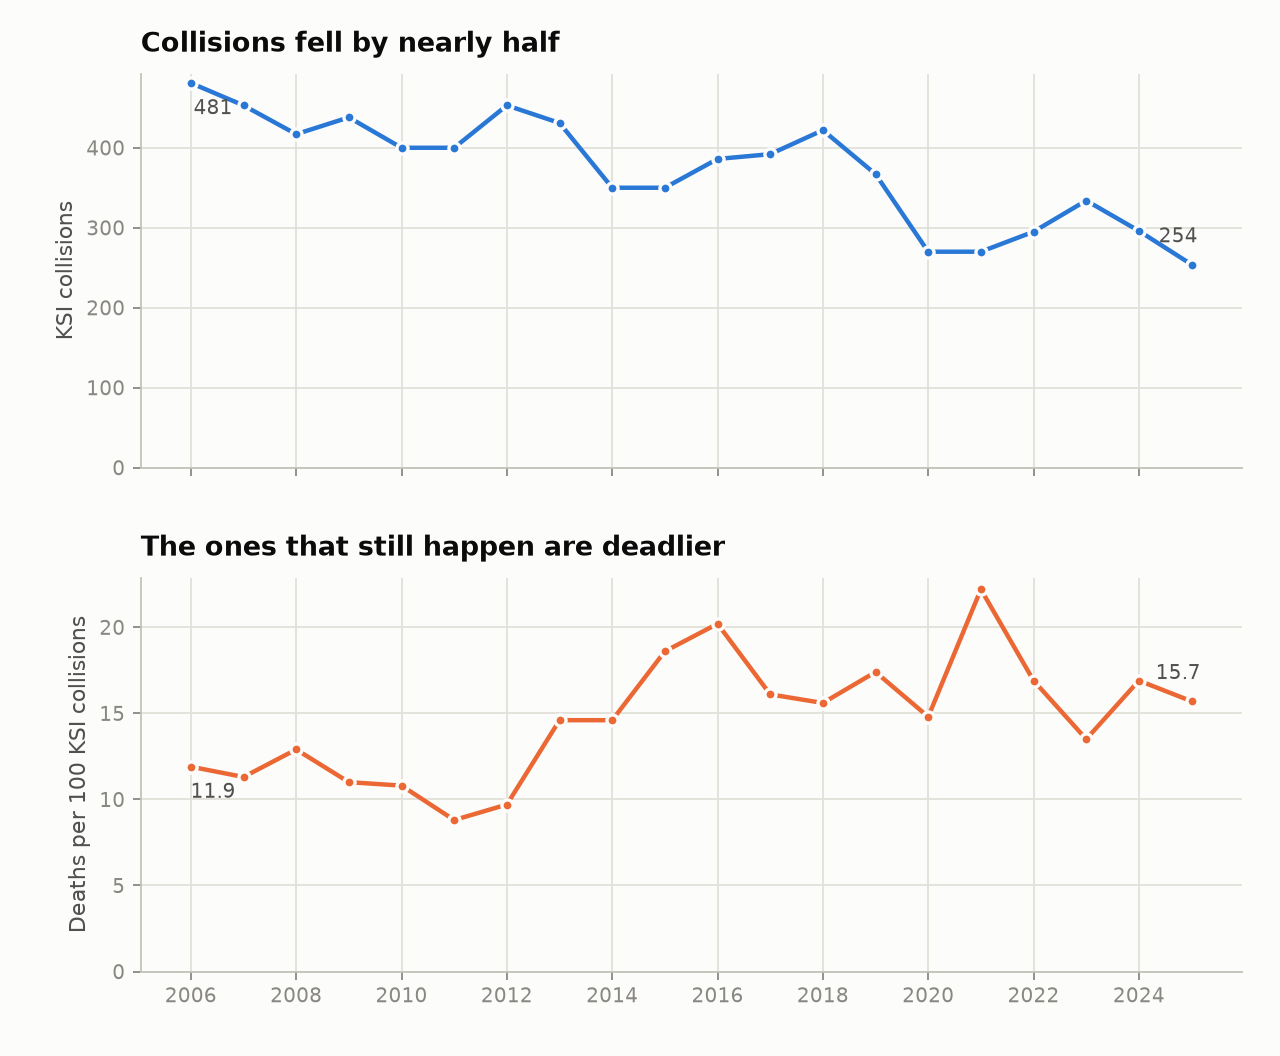 Collisions fell by nearly half
481
254
400
300
200
100
0
KSI collisions
The ones that still happen are deadlier
11.9
15.7
20
15
10
5
0
Deaths per 100 KSI collisions
2006 2008 2010 2012 2014 2016 2018 2020 2022 2024